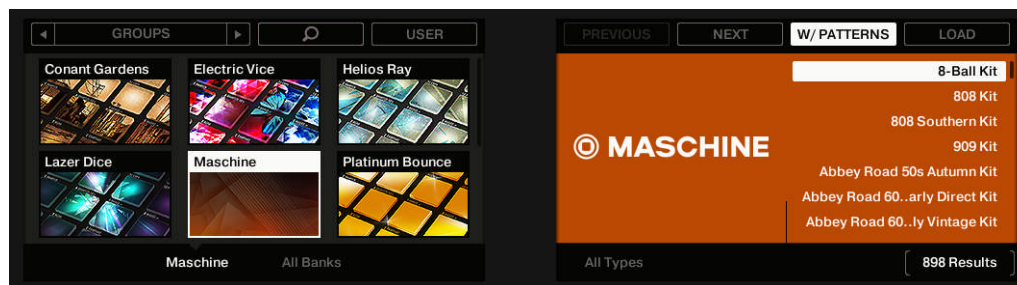 GROUPS
USER
Conant Gardens
Electric Vice
Helios Ray
Lazer Dice
Maschine
Platinum Bounce
Maschine
All Banks
PREVIOUS
NEXT
W/ PATTERNS
LOAD
MASCHINE
8-Ball Kit
808 Kit
808 Southern Kit
909 Kit
Abbey Road 50s Autumn Kit
Abbey Road 60..arly Direct Kit
Abbey Road 60..ly Vintage Kit
All Types
898 Results